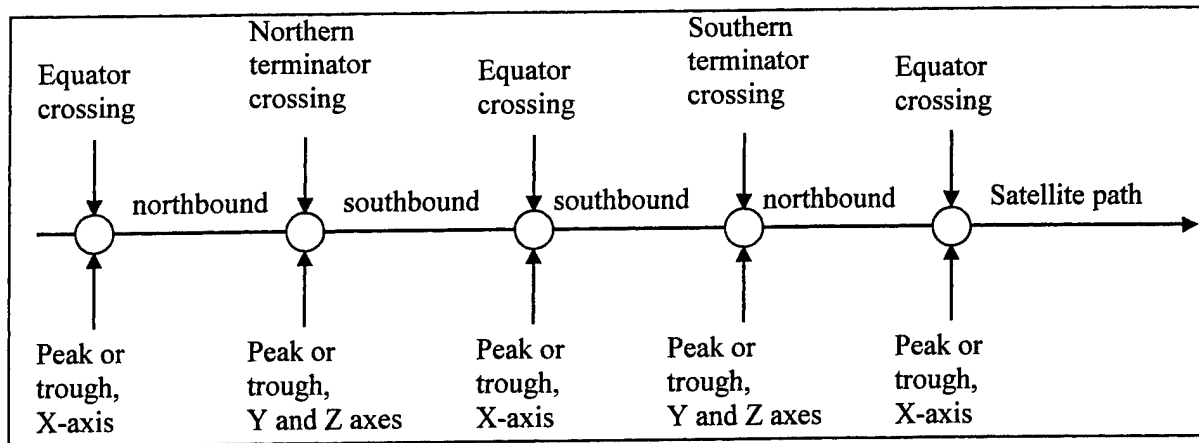 Equator
crossing
Northern
terminator
crossing
Equator
crossing
Southern
terminator
crossing
Equator
crossing
northbound
southbound
southbound
northbound
Satellite path
Peak or
trough,
X-axis
Peak or
trough,
Y and Z axes
Peak or
trough,
X-axis
Peak or
trough,
Y and Z axes
Peak or
trough,
X-axis